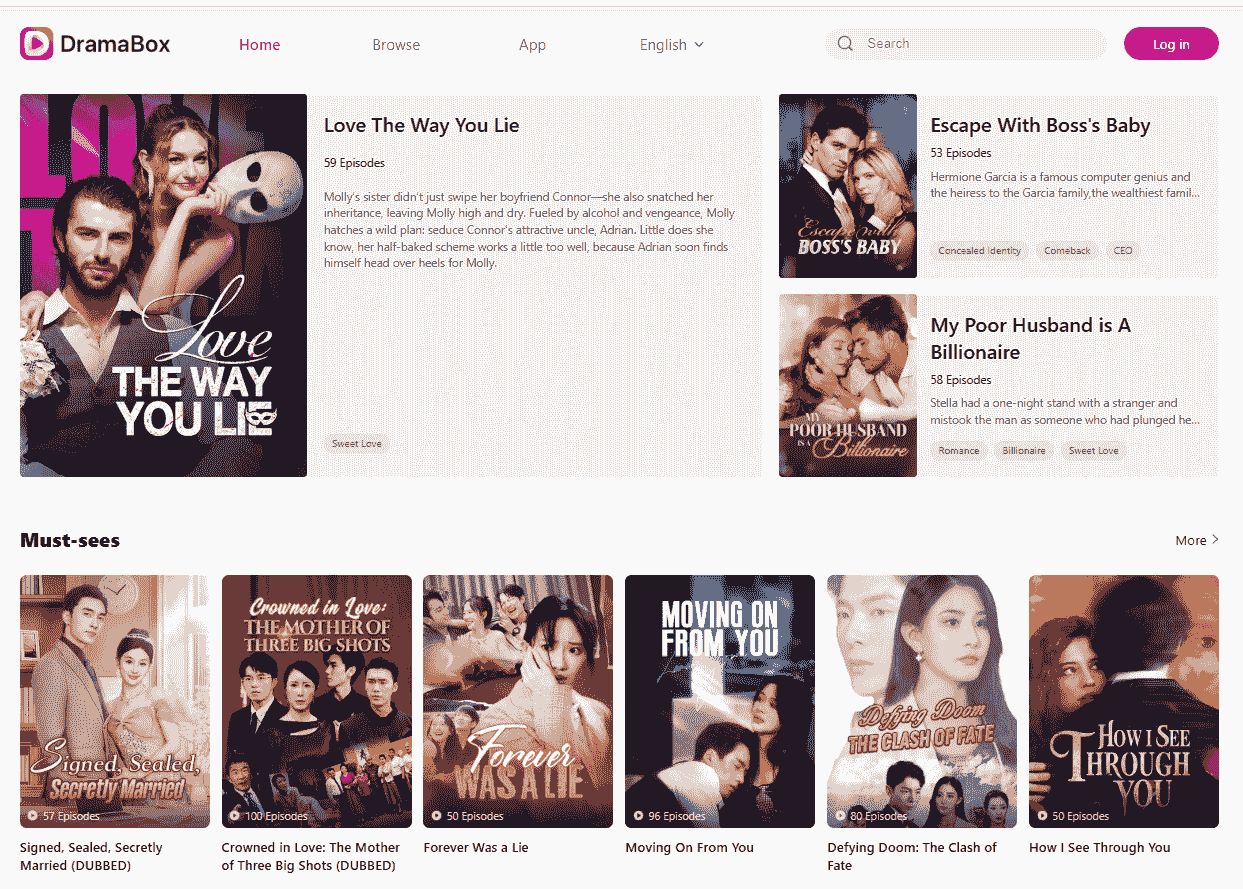 DramaBox
Home
Browse
App
English
Search
Log in
LOVE
Love
THE WAY
YOU LIE
Love The Way You Lie
59 Episodes
Molly's sister didn't just swipe her boyfriend Connor—she also snatched her
inheritance, leaving Molly high and dry. Fueled by alcohol and vengeance, Molly
hatches a wild plan: seduce Connor's attractive uncle, Adrian. Little does she
know, her half-baked scheme works a little too well, because Adrian soon finds
himself head over heels for Molly.
Sweet Love
Escape with
BOSS'S BABY
Escape With Boss's Baby
53 Episodes
Hermione Garcia is a famous computer genius and
the heiress to the Garcia family,the wealthiest famil...
Concealed Identity
Comeback
CEO
MY
POOR HUSBAND
IS A Billionaire
My Poor Husband is A
Billionaire
58 Episodes
Stella had a one-night stand with a stranger and
mistook the man as someone who had plunged he...
Romance
Billionaire
Sweet Love
Must-sees
More
Signed, Sealed,
Secretly Married
57 Episodes
Signed, Sealed, Secretly
Married (DUBBED)
Crowned in Love:
THE MOTHER OF
THREE BIG SHOTS
100 Episodes
Crowned in Love: The Mother
of Three Big Shots (DUBBED)
Forever
WAS A LIE
50 Episodes
Forever Was a Lie
MOVING ON
FROM YOU
96 Episodes
Moving On From You
Defying Doom
THE CLASH OF FATE
80 Episodes
Defying Doom: The Clash of
Fate
HOW I SEE
THROUGH
YOU
50 Episodes
How I See Through You